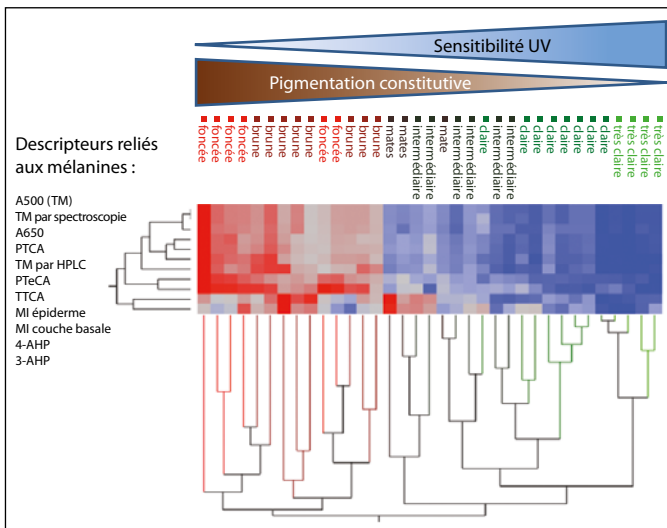 Sensitibilité UV
Pigmentation constitutive
foncée
foncée
foncée
foncée
brune
brune
brune
brune
brune
foncée
foncée
brune
brune
brune
mates
mates
intermédiaire
intermédiaire
mate
intermédiaire
intermédiaire
claire
intermédiaire
intermédiaire
claire
claire
claire
claire
claire
claire
claire
très claire
très claire
très claire
très claire
Descripteurs reliés
aux mélanines :
A500 (TM)
TM par spectroscopie
A650
PTCA
TM par HPLC
PTeCA
TTCA
MI épiderme
MI couche basale
4-AHP
3-AHP